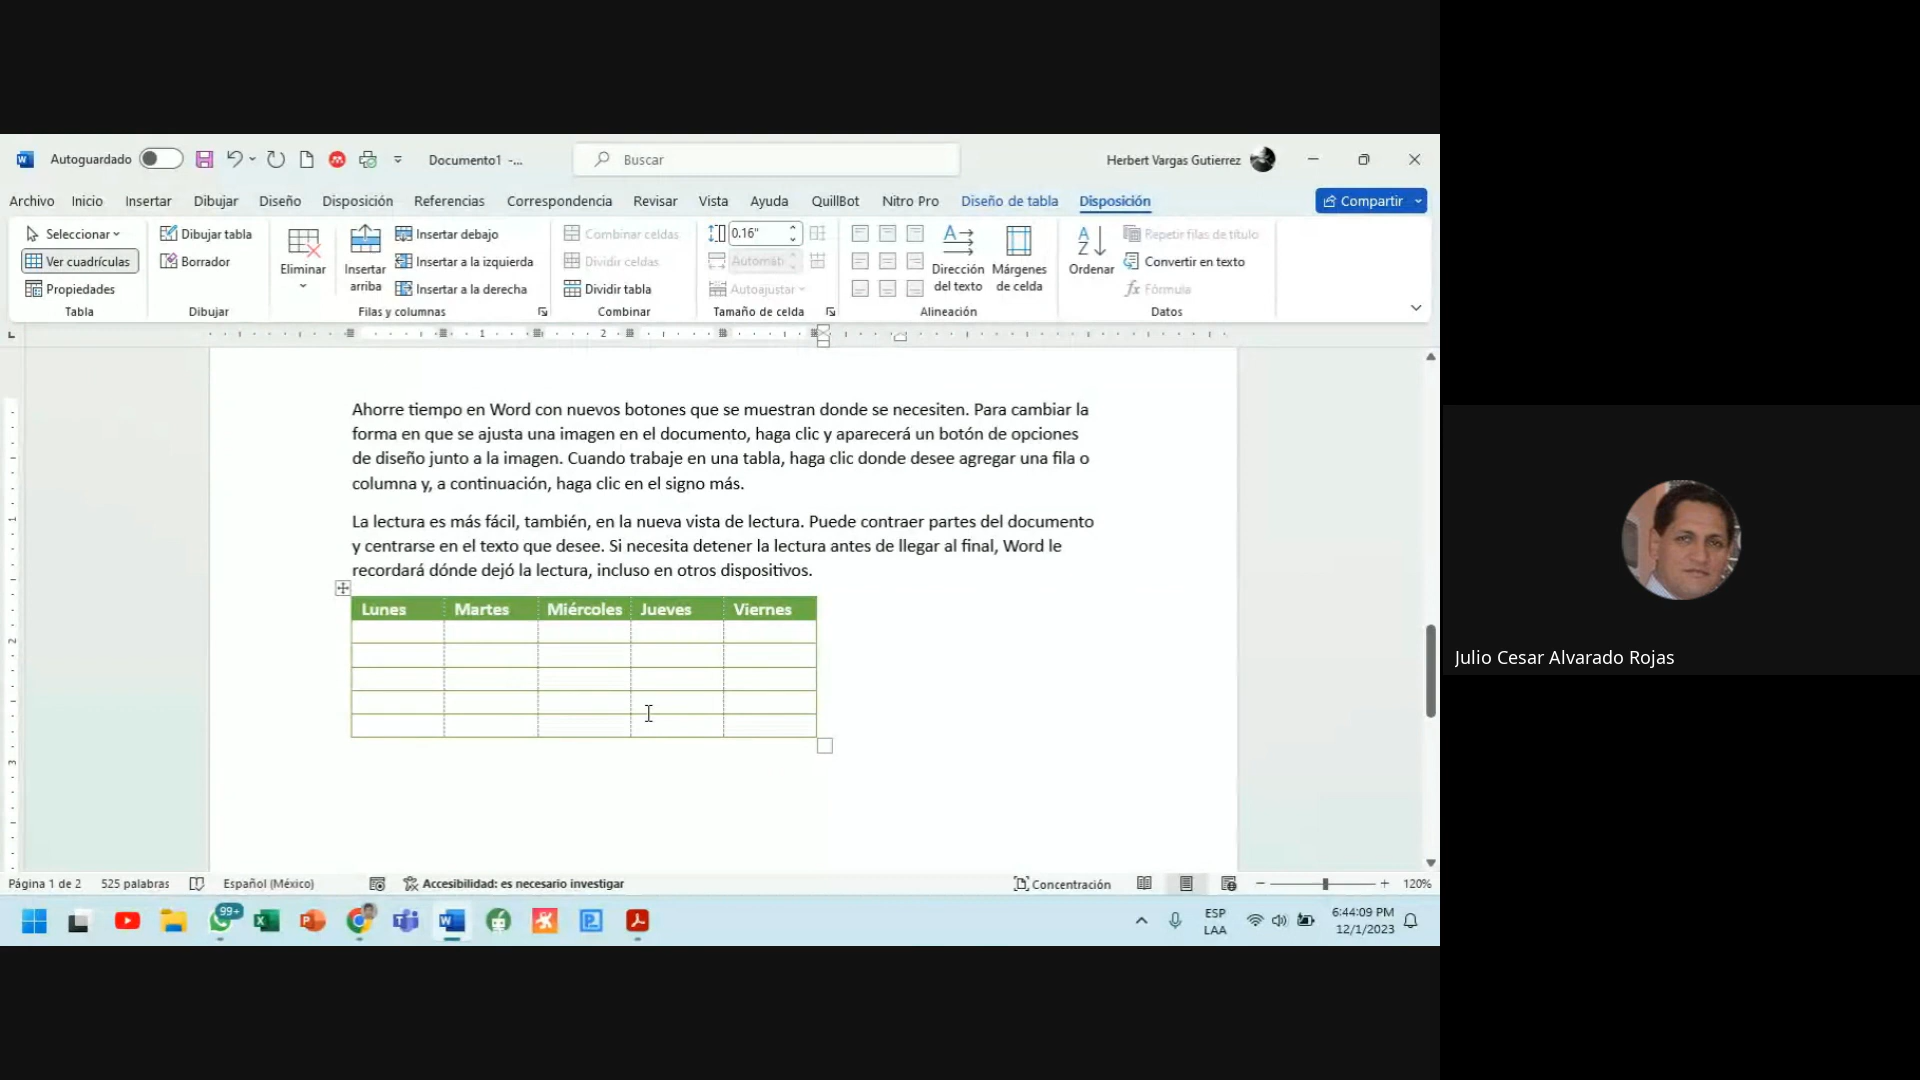 Autoguardado
Documento1 -...
Buscar
Herbert Vargas Gutierrez
Archivo Inicio Insertar Dibujar Diseño Disposición Referencias Correspondencia Revisar Vista Ayuda QuillBot Nitro Pro Diseño de tabla Disposición Compartir
Seleccionar
Ver cuadrículas
Propiedades
Tabla
Dibujar tabla
Borrador
Dibujar
Eliminar
Insertar
arriba
Insertar debajo
Insertar a la izquierda
Insertar a la derecha
Filas y columnas
Combinar celdas
Dividir celdas
Dividir tabla
Combinar
0.16"
Automáti
Autoajustar
Tamaño de celda
Dirección
del texto
Márgenes
de celda
Alineación
Ordenar
Repetir filas de título
Convertir en texto
Fórmula
Datos
Ahorre tiempo en Word con nuevos botones que se muestran donde se necesiten. Para cambiar la
forma en que se ajusta una imagen en el documento, haga clic y aparecerá un botón de opciones
de diseño junto a la imagen. Cuando trabaje en una tabla, haga clic donde desee agregar una fila o
columna y, a continuación, haga clic en el signo más.
La lectura es más fácil, también, en la nueva vista de lectura. Puede contraer partes del documento
y centrarse en el texto que desee. Si necesita detener la lectura antes de llegar al final, Word le
recordará dónde dejó la lectura, incluso en otros dispositivos.
Lunes Martes Miércoles Jueves Viernes
Julio Cesar Alvarado Rojas
Página 1 de 2 525 palabras Español (México) Accesibilidad: es necesario investigar Concentración 120%
99+
ESP
LAA
6:44:09 PM
12/1/2023